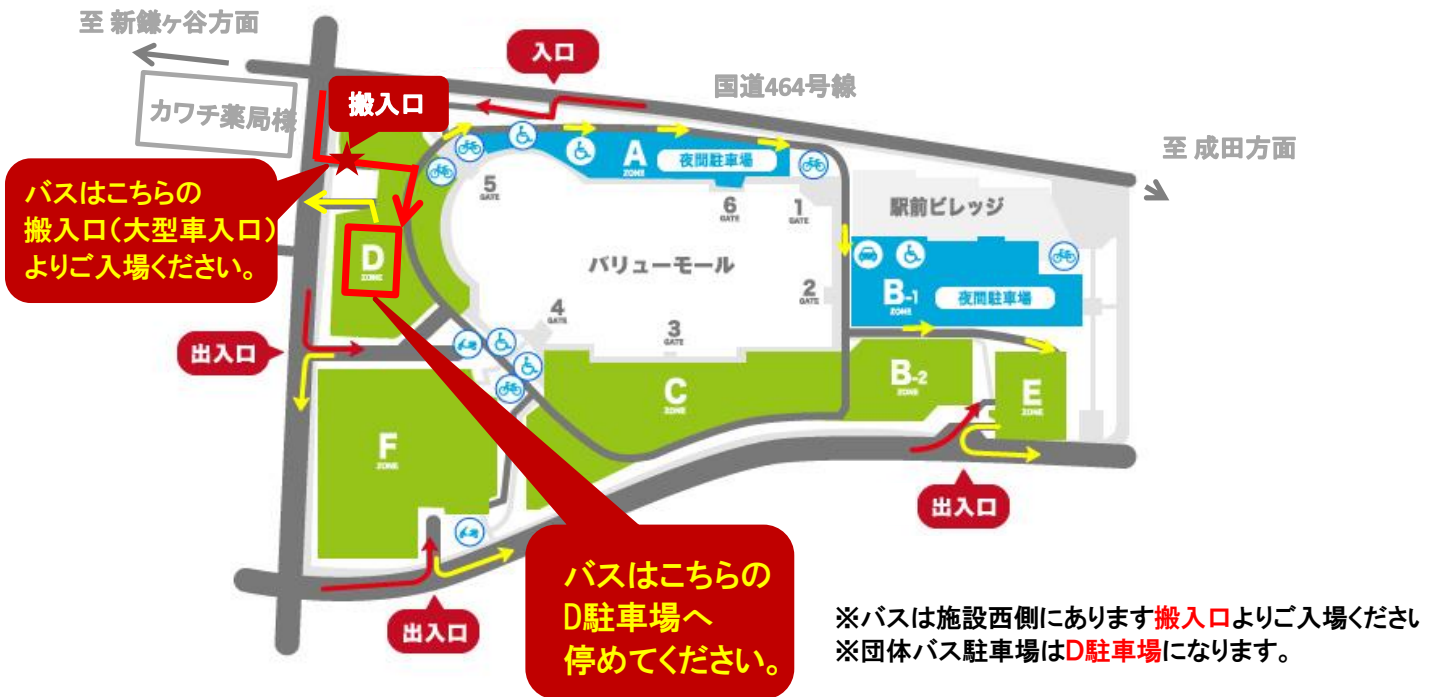 至 新鎌ヶ谷方面
入口
国道464号線
カワチ薬局様
搬入口
至 成田方面
A
ZONE
夜間駐車場
5
GATE
6
GATE
1
GATE
駅前ビレッジ
バスはこちらの
搬入口(大型車入口)
よりご入場ください。
D
ZONE
バリューモール
2
GATE
B-1
ZONE
夜間駐車場
4
GATE
3
GATE
出入口
C
ZONE
B-2
ZONE
E
ZONE
F
ZONE
出入口
バスはこちらの
D駐車場へ
停めてください。
出入口
※バスは施設西側にあります搬入口よりご入場くださし
※団体バス駐車場はD駐車場になります。